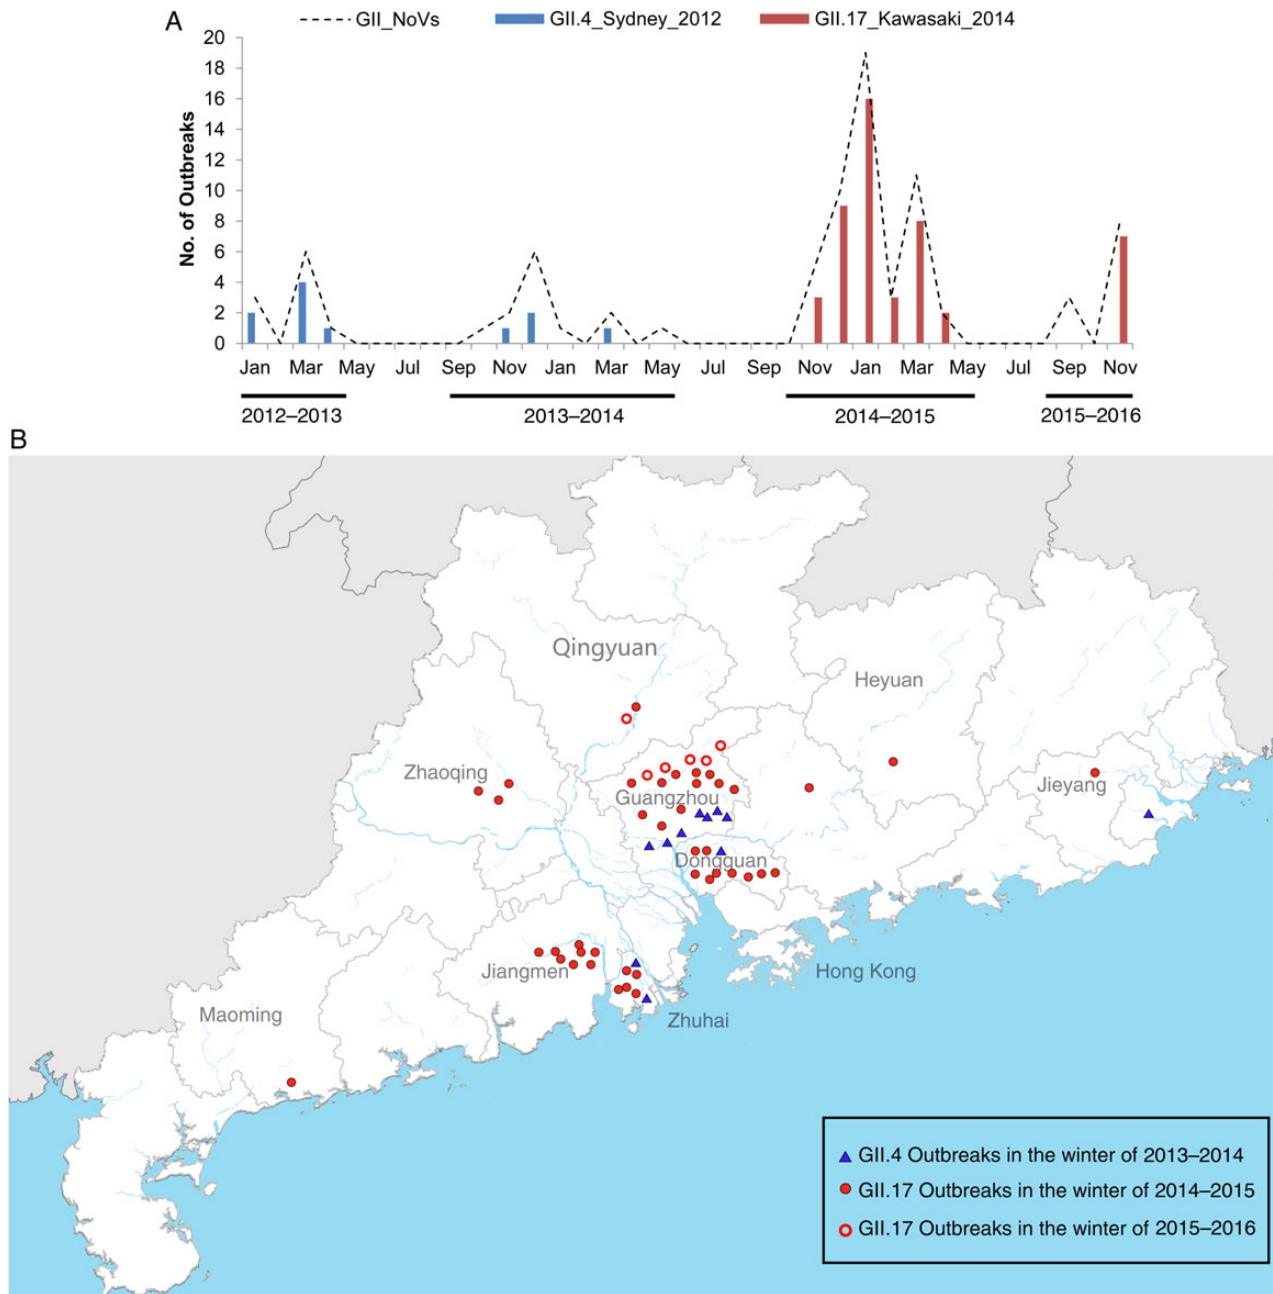 A
GII_NoVs GII.4_Sydney_2012 GII.17_Kawasaki_2014
No. of Outbreaks
20
18
16
14
12
10
8
6
4
2
0
Jan Mar May Jul Sep Nov Jan Mar May Jul Sep Nov Jan Mar May Jul Sep Nov
2012–2013 2013–2014 2014–2015 2015–2016
B
Qingyuan
Heyuan
Zhaoqing
Jieyang
Guangzhou
Dongguan
Jiangmen
Hong Kong
Maoming
Zhuhai
GII.4 Outbreaks in the winter of 2013–2014
GII.17 Outbreaks in the winter of 2014–2015
GII.17 Outbreaks in the winter of 2015–2016